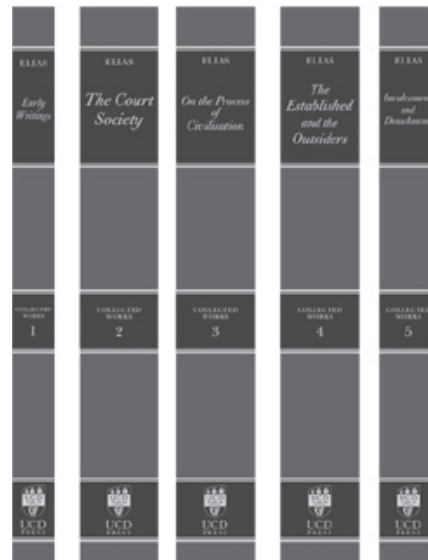 ELIAS
Early
Writings
COLLECTED
WORKS
1
UCD
PRESS
ELIAS
The Court
Society
COLLECTED
WORKS
2
UCD
PRESS
ELIAS
On the Process
of
Civilisation
COLLECTED
WORKS
3
UCD
PRESS
ELIAS
The
Established
and the
Outsiders
COLLECTED
WORKS
4
UCD
PRESS
ELIAS
Involvement
and
Detachment
COLLECTED
WORKS
5
UCD
PRESS